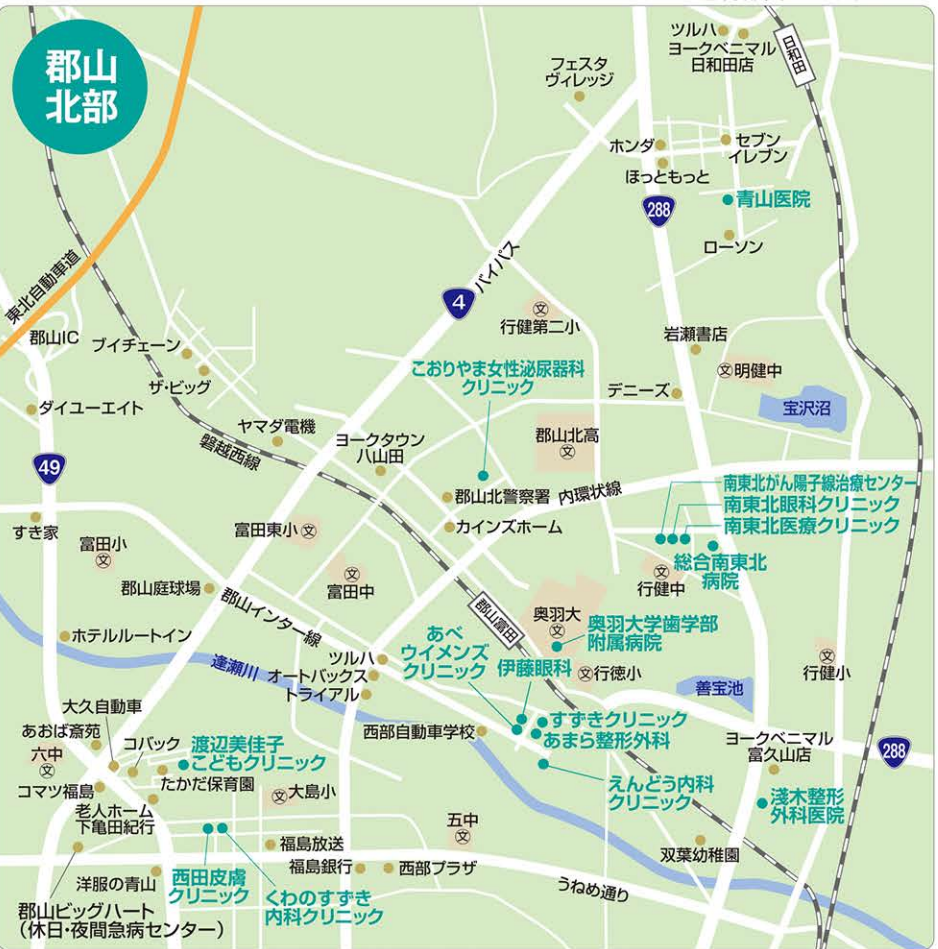 郡山
北部
ツルハ
ヨークベニマル
日和田店
日和田
フェスタ
ヴィレッジ
ホンダ
セブン
イレブン
ほっともっと
288
青山医院
ローソン
東北自動車道
バイパス
4
行健第二小
文
郡山IC
ブイチェーン
ザ・ビッグ
岩瀬書店
文
明健中
こおりやま女性泌尿器科
クリニック
デニーズ
宝沢沼
ダイユーエイト
ヤマダ電機
磐越西線
ヨークタウン
八山田
郡山北高
文
49
郡山北警察署
内環状線
南東北がん陽子線治療センター
南東北眼科クリニック
南東北医療クリニック
すき家
カインズホーム
富田東小
文
富田小
文
総合南東北
病院
文
行健中
文
富田中
郡山庭球場
郡山インター線
郡山富田
奥羽大
文
奥羽大学歯学部
附属病院
ホテルルートイン
あべ
ウイメンズ
クリニック
伊藤眼科
文
行徳小
文
行健小
逢瀬川
ツルハ
オートバックス
トライアル
善宝池
大久自動車
あおば斎苑
六中
文
コバック
渡辺美佳子
こどもクリニック
西部自動車学校
すずきクリニック
あまら整形外科
ヨークベニマル
富久山店
288
コマツ福島
たかだ保育園
えんどう内科
クリニック
老人ホーム
下亀田紀行
文
大島小
浅木整形
外科医院
五中
文
福島放送
双葉幼稚園
福島銀行
西部プラザ
洋服の青山
西田皮膚
クリニック
くわのすずき
内科クリニック
うねめ通り
郡山ビッグハート
（休日・夜間急病センター）